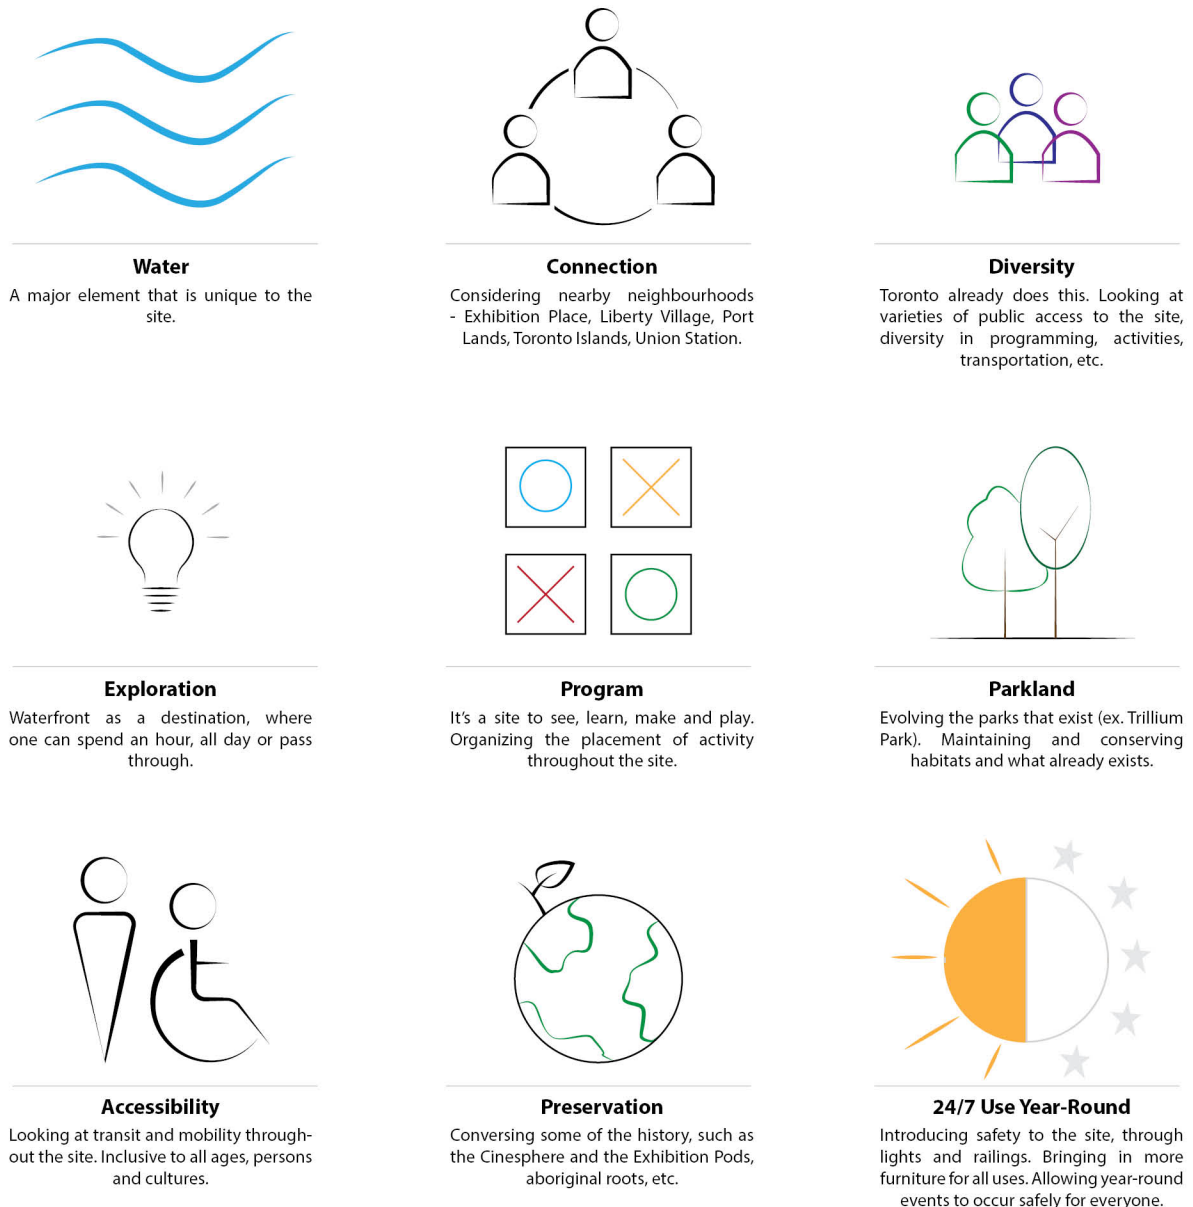 Water
A major element that is unique to the
site.
Connection
Considering nearby neighbourhoods
- Exhibition Place, Liberty Village, Port
Lands, Toronto Islands, Union Station.
Diversity
Toronto already does this. Looking at
varieties of public access to the site,
diversity in programming, activities,
transportation, etc.
Exploration
Waterfront as a destination, where
one can spend an hour, all day or pass
through.
Program
It's a site to see, learn, make and play.
Organizing the placement of activity
throughout the site.
Parkland
Evolving the parks that exist (ex. Trillium
Park). Maintaining and conserving
habitats and what already exists.
Accessibility
Looking at transit and mobility through-
out the site. Inclusive to all ages, persons
and cultures.
Preservation
Conversing some of the history, such as
the Cinesphere and the Exhibition Pods,
aboriginal roots, etc.
24/7 Use Year-Round
Introducing safety to the site, through
lights and railings. Bringing in more
furniture for all uses. Allowing year-round
events to occur safely for everyone.